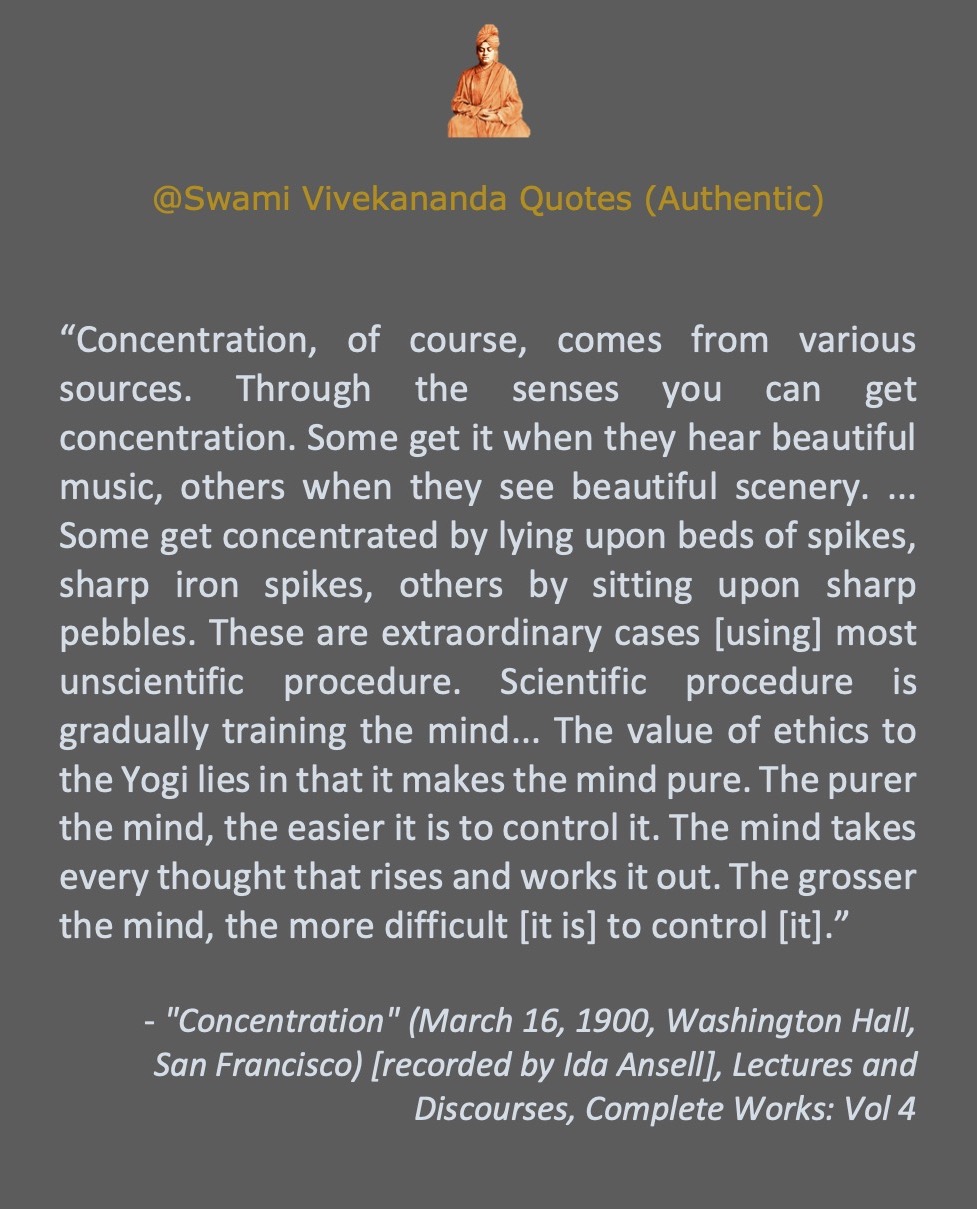 @Swami Vivekananda Quotes (Authentic)
“Concentration, of course, comes from various
sources. Through the senses you can get
concentration. Some get it when they hear beautiful
music, others when they see beautiful scenery. ...
Some get concentrated by lying upon beds of spikes,
sharp iron spikes, others by sitting upon sharp
pebbles. These are extraordinary cases [using] most
unscientific procedure. Scientific procedure is
gradually training the mind... The value of ethics to
the Yogi lies in that it makes the mind pure. The purer
the mind, the easier it is to control it. The mind takes
every thought that rises and works it out. The grosser
the mind, the more difficult [it is] to control [it].”
- "Concentration" (March 16, 1900, Washington Hall,
San Francisco) [recorded by Ida Ansell], Lectures and
Discourses, Complete Works: Vol 4